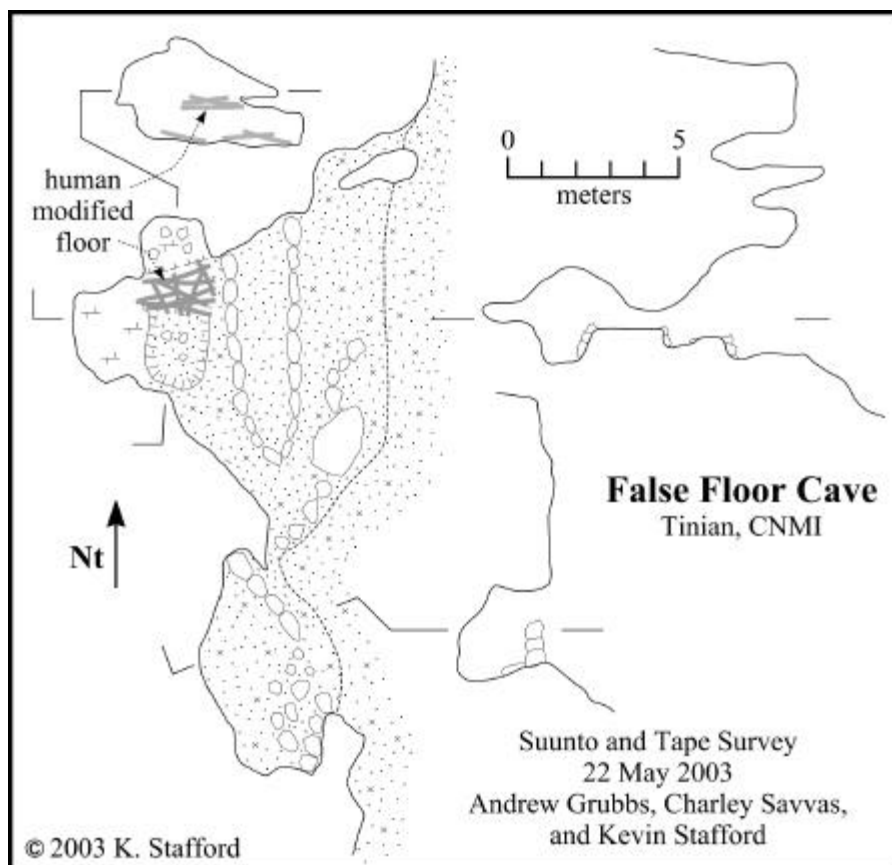 human
modified
floor
0 5
meters
False Floor Cave
Tinian, CNMI
Nt
Suunto and Tape Survey
22 May 2003
Andrew Grubbs, Charley Savvas,
and Kevin Stafford
© 2003 K. Stafford